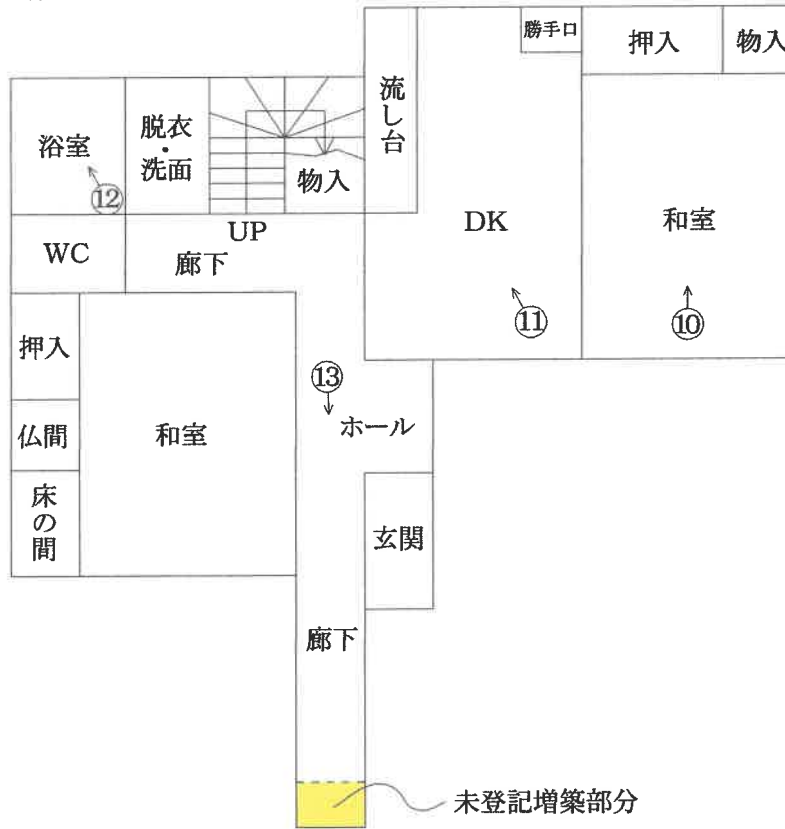 勝手口
押入
物入
流し台
浴室
脱衣・洗面
物入
⑫
DK
和室
UP
WC
廊下
⑪
⑩
押入
⑬
ホール
仏間
和室
床の間
玄関
廊下
未登記増築部分